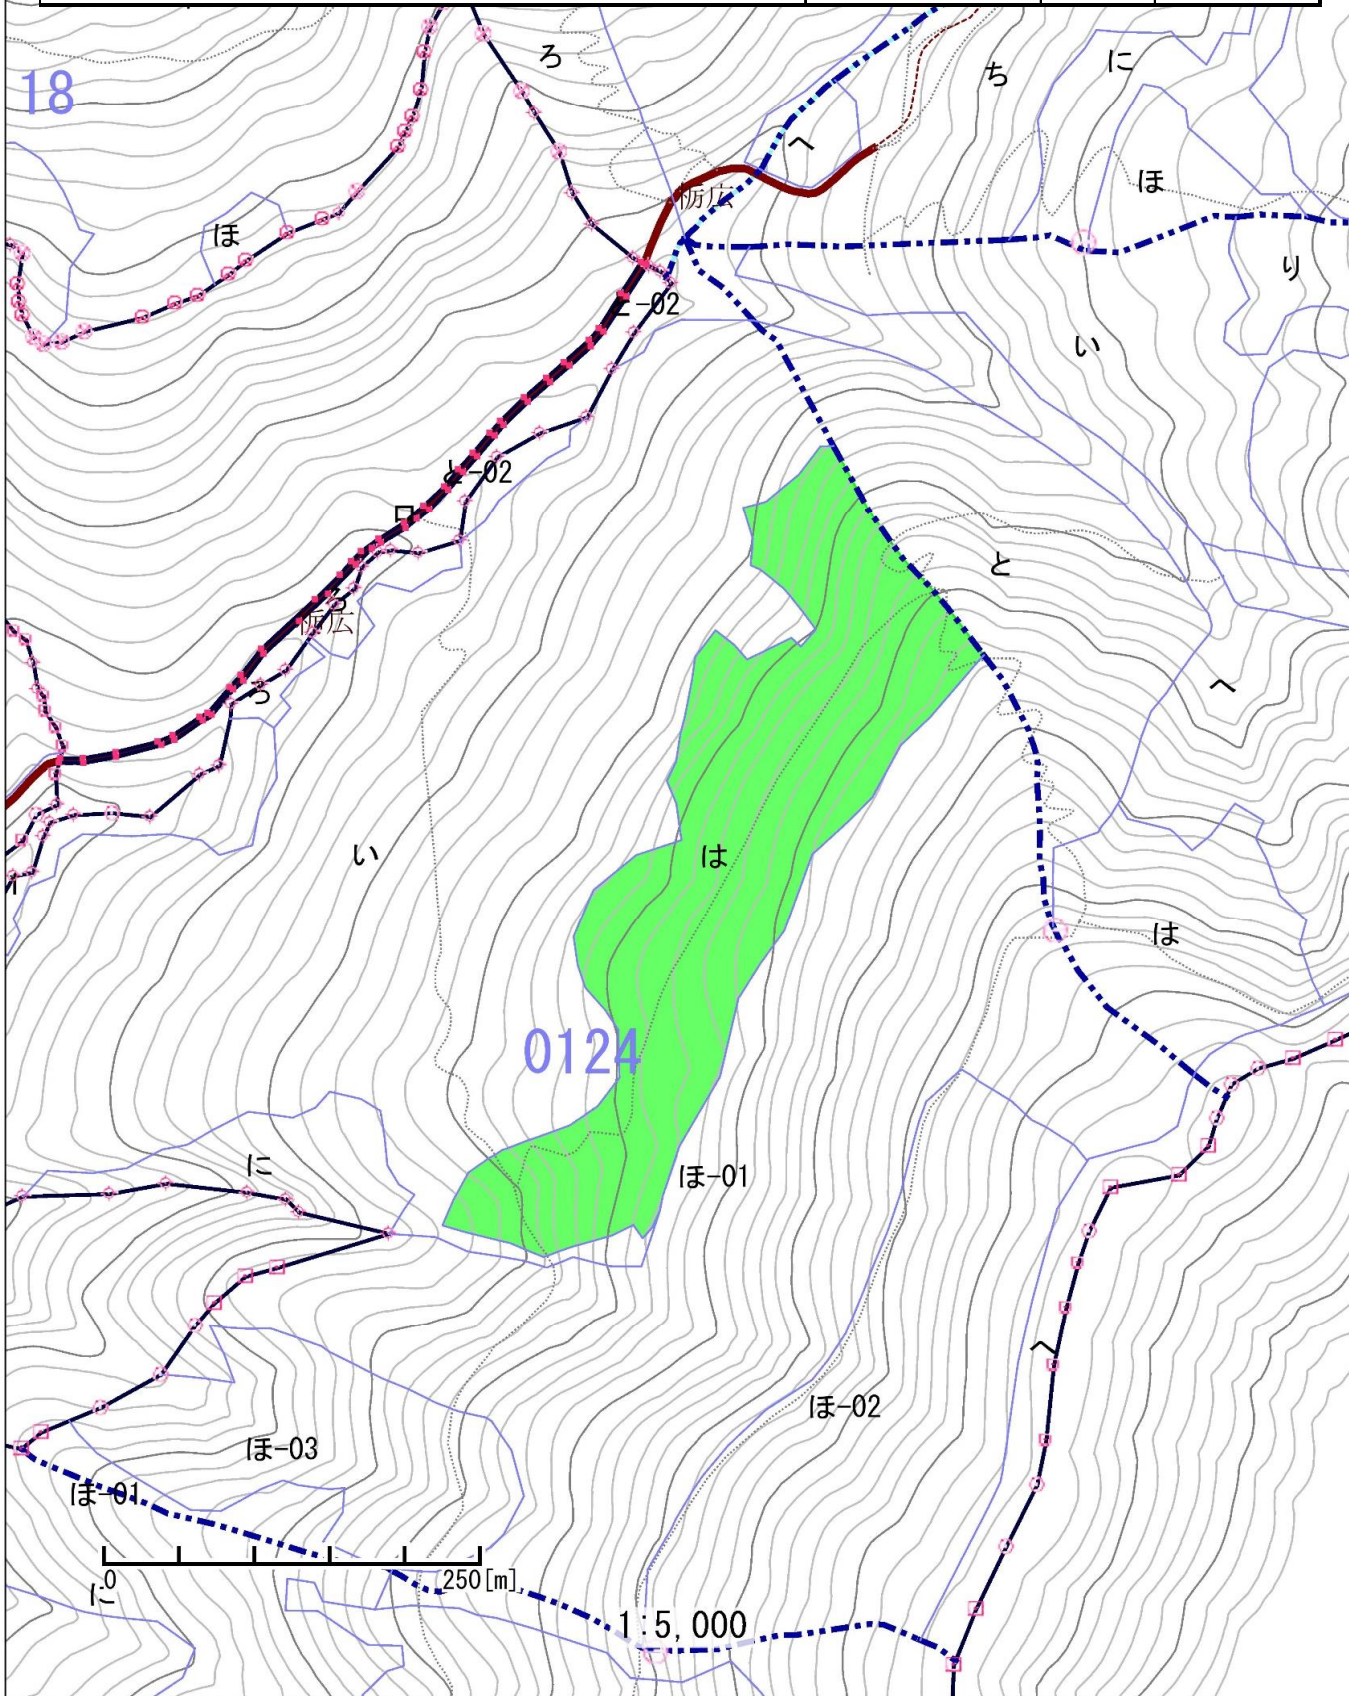 ろ
に
ち
18
へ
栃広
ほ
ほ
り
と-02
い
と-02
ロ
と
ろ
栃広
へ
ろ
い
は
は
0124
に
ほ-01
へ
ほ-02
ほ-03
ほ-01
0
250[m]
に
1:5,000